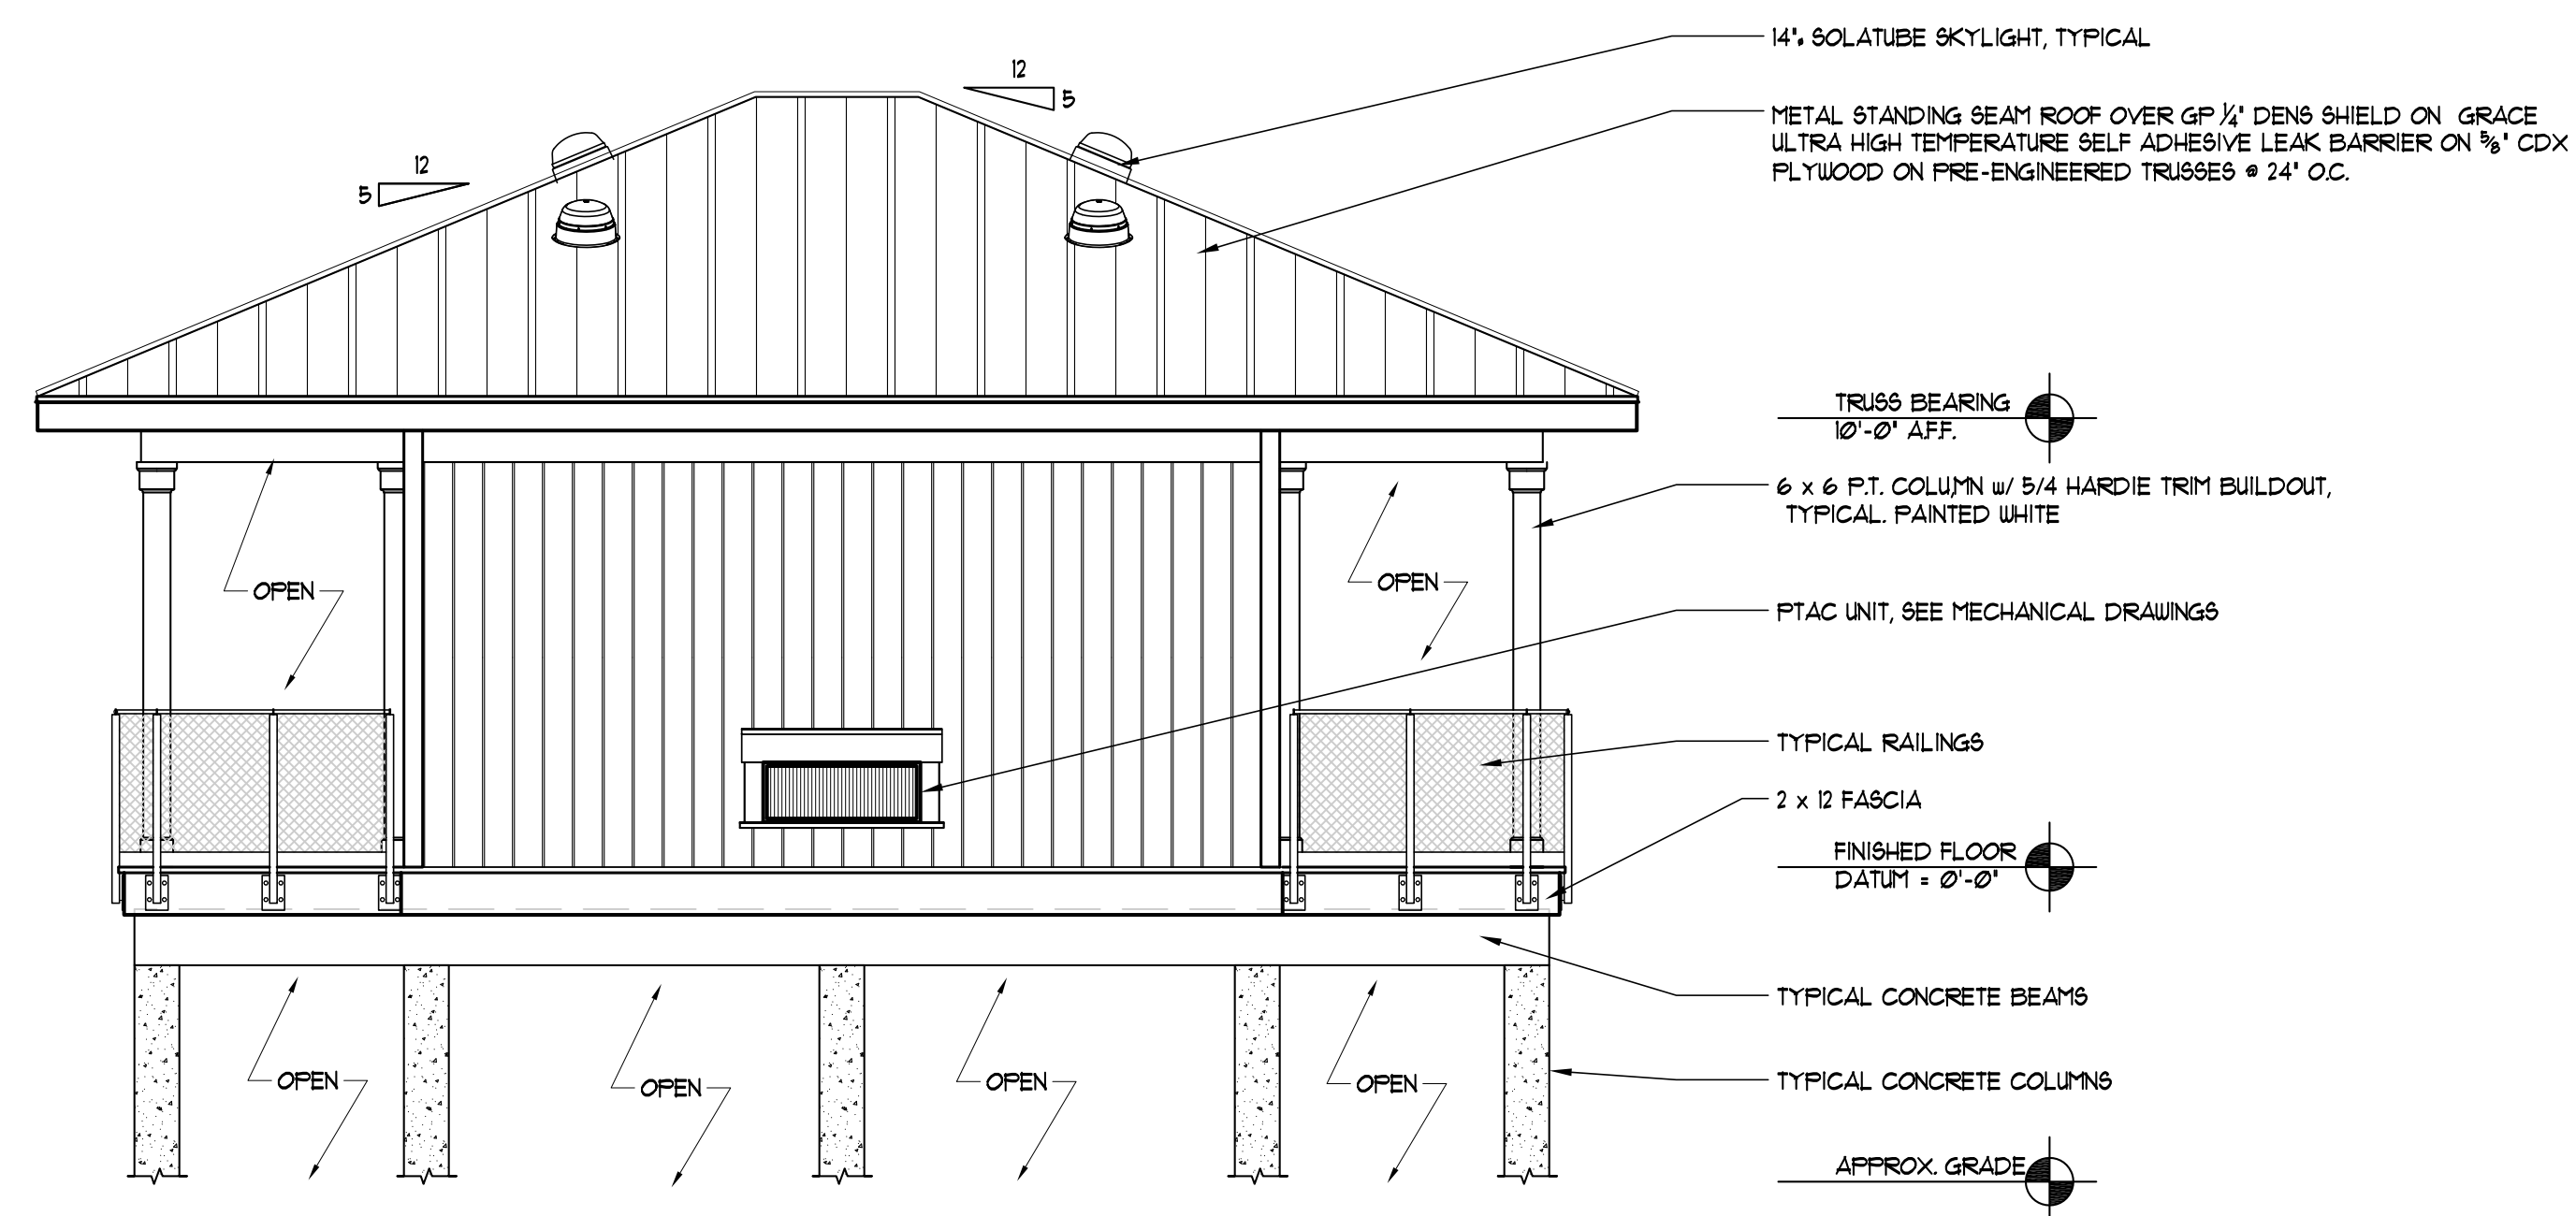 14"ø SOLATUBE SKYLIGHT, TYPICAL
12
5
METAL STANDING SEAM ROOF OVER GP ¼" DENS SHIELD ON GRACE
ULTRA HIGH TEMPERATURE SELF ADHESIVE LEAK BARRIER ON ⅝" CDX
PLYWOOD ON PRE-ENGINEERED TRUSSES @ 24" O.C.
12
5
TRUSS BEARING
10'-0" A.F.F.
6 x 6 P.T. COLU,MN w/ 5/4 HARDIE TRIM BUILDOUT,
TYPICAL. PAINTED WHITE
OPEN
OPEN
PTAC UNIT, SEE MECHANICAL DRAWINGS
TYPICAL RAILINGS
2 x 12 FASCIA
FINISHED FLOOR
DATUM = 0'-0"
TYPICAL CONCRETE BEAMS
OPEN
OPEN
OPEN
OPEN
TYPICAL CONCRETE COLUMNS
APPROX. GRADE